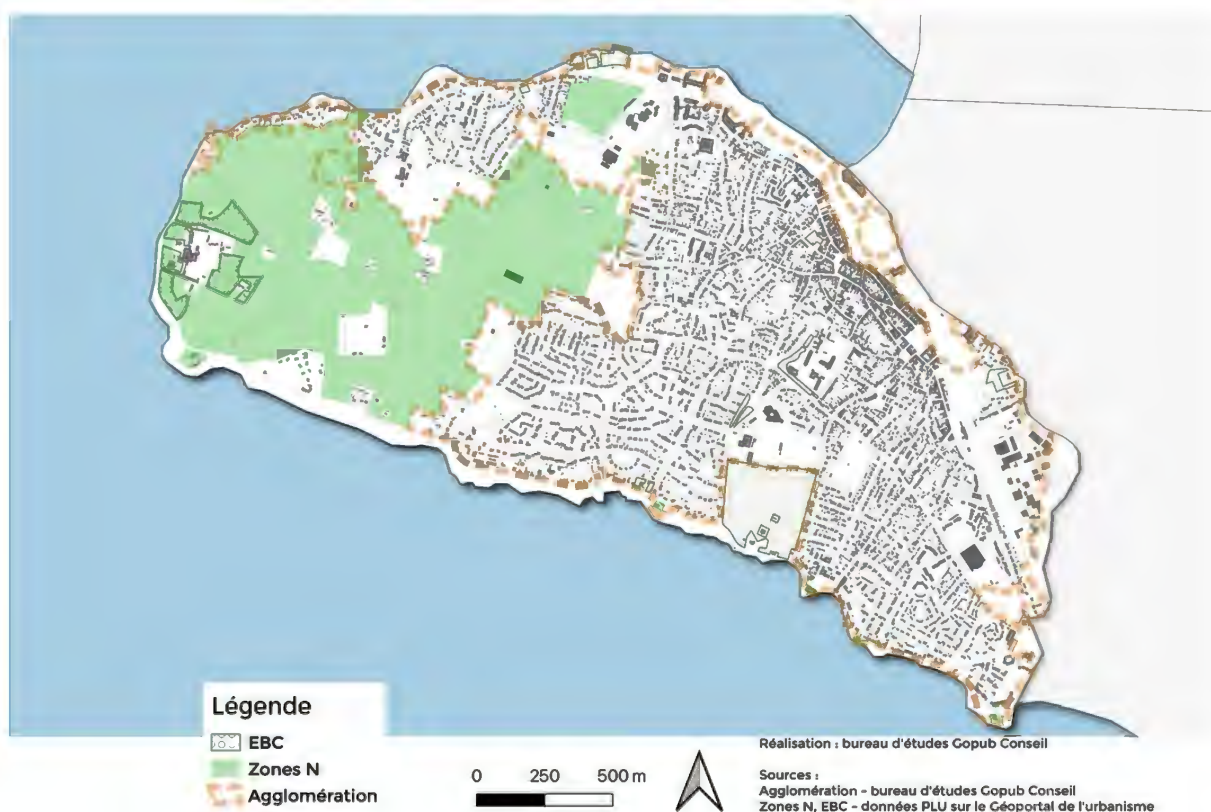 Légende
EBC
Zones N
Agglomération
0 250 500 m
Réalisation : bureau d'études Gopub Conseil
Sources :
Agglomération - bureau d'études Gopub Conseil
Zones N, EBC - données PLU sur le Géoportail de l'urbanisme